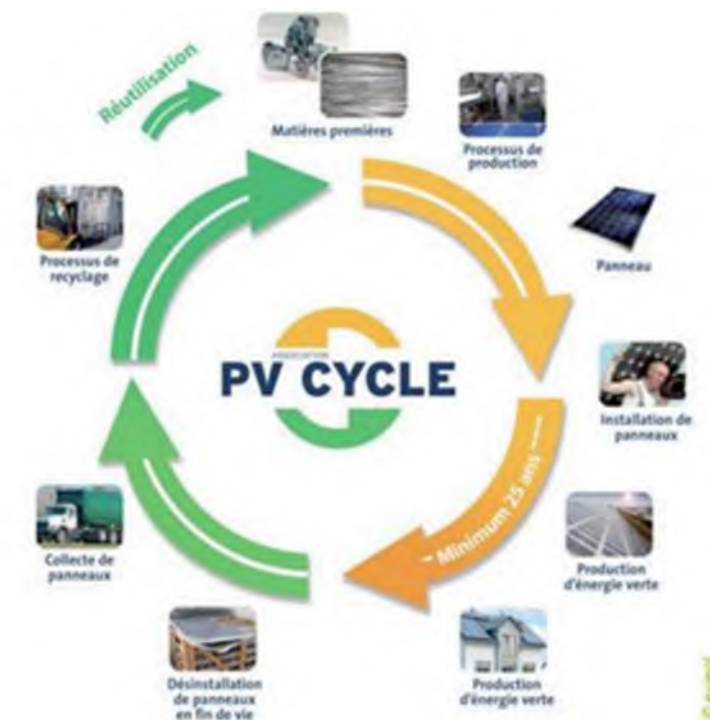 Réutilisation
Matières premières
Processus de
production
Panneau
Installation de
panneaux
Minimum 25 ans
Production
d'énergie verte
Production
d'énergie verte
Désinstallation
de panneaux
en fin de vie
Collecte de
panneaux
Processus de
recyclage
ASSOCIATION
PV CYCLE